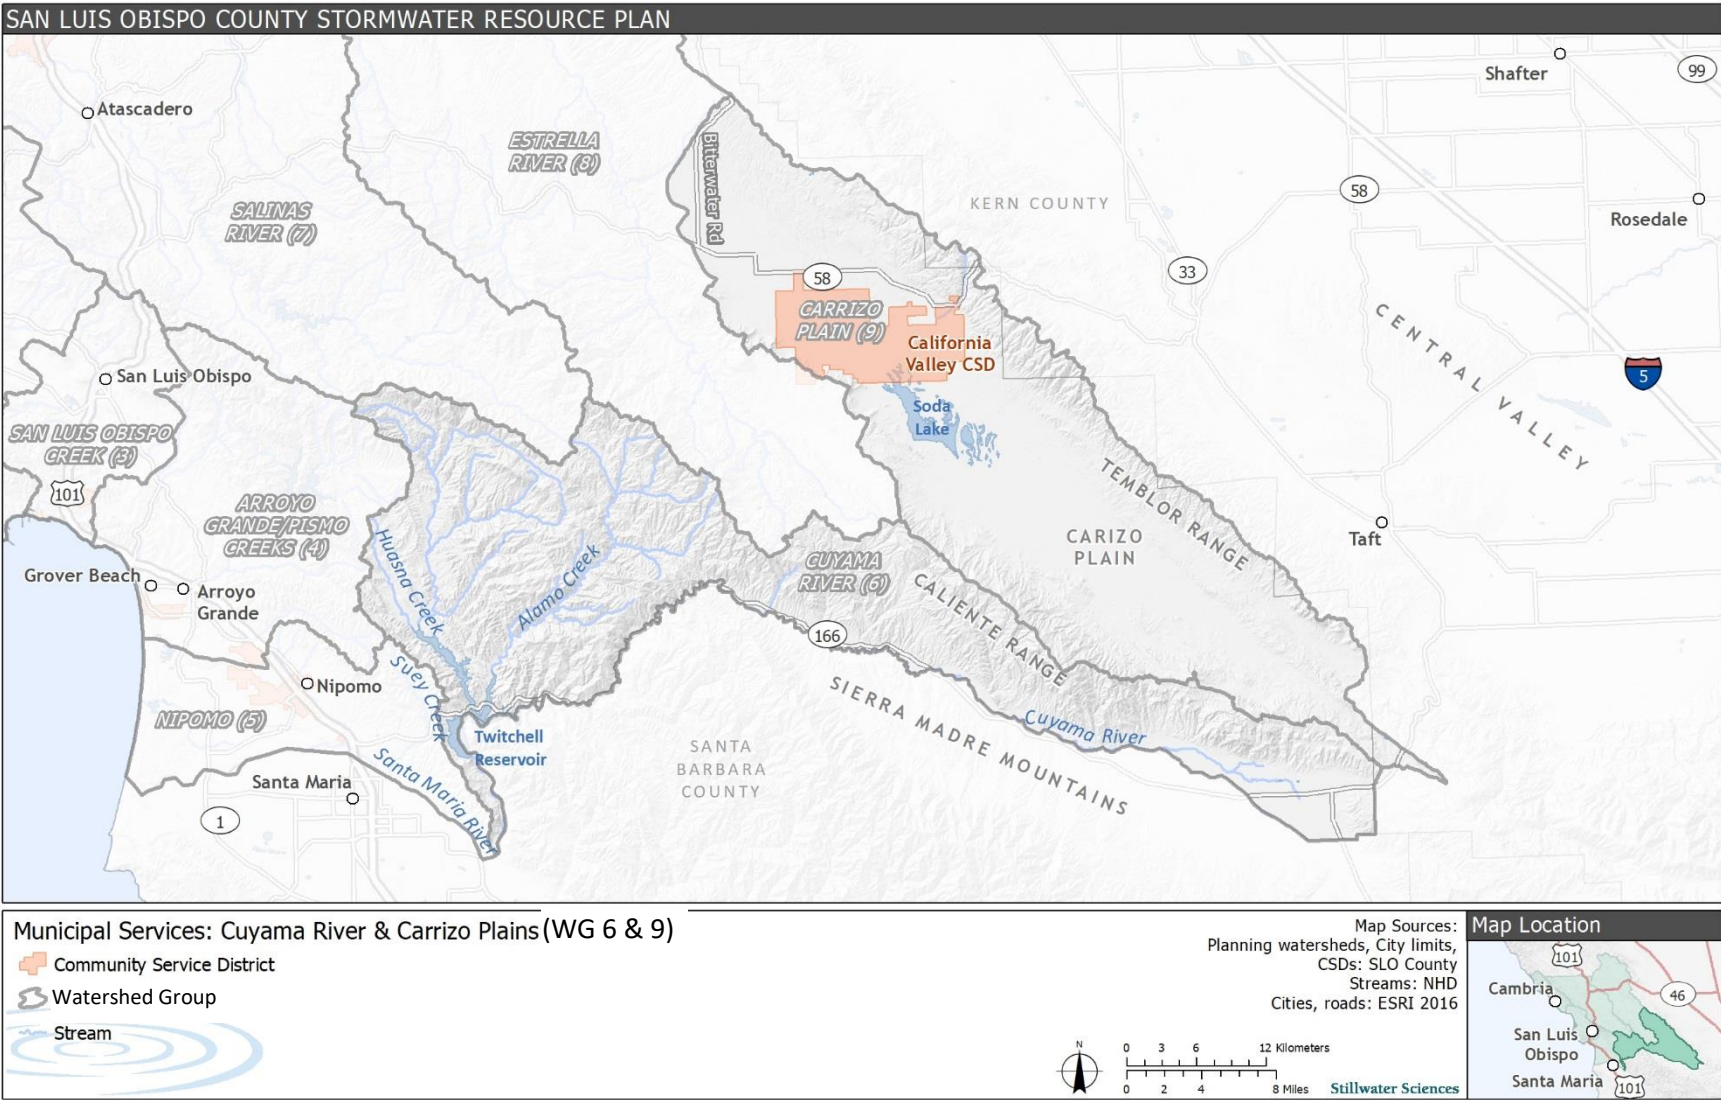 SAN LUIS OBISPO COUNTY STORMWATER RESOURCE PLAN
Shafter
99
Atascadero
ESTRELLA
RIVER (8)
Bitterwater Rd
KERN COUNTY
58
Rosedale
SALINAS
RIVER (7)
33
58
CARRIZO
PLAIN (9)
California
Valley CSD
CENTRAL VALLEY
5
San Luis Obispo
Soda
Lake
SAN LUIS OBISPO
CREEK (3)
101
TEMBLOR RANGE
ARROYO
GRANDE/PISMO
CREEKS (4)
Taft
CARIZO
PLAIN
Huasna Creek
Alamo Creek
CUYAMA
RIVER (6)
CALIENTE RANGE
Grover Beach
Arroyo
Grande
166
Suey Creek
Nipomo
SIERRA MADRE MOUNTAINS
Cuyama River
NIPOMO (5)
Twitchell
Reservoir
SANTA
BARBARA
COUNTY
Santa Maria
Santa Maria River
1
Municipal Services: Cuyama River & Carrizo Plains (WG 6 & 9)
Community Service District
Watershed Group
Stream
Map Sources:
Planning watersheds, City limits,
CSDs: SLO County
Streams: NHD
Cities, roads: ESRI 2016
N
0 3 6 12 Kilometers
0 2 4 8 Miles
Stillwater Sciences
Map Location
101
Cambria
46
San Luis
Obispo
Santa Maria
101